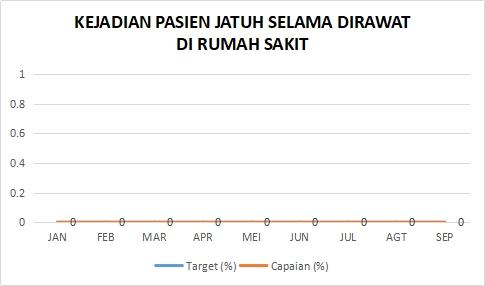 KEJADIAN PASIEN JATUH SELAMA DIRAWAT
DI RUMAH SAKIT
1
0.8
0.6
0.4
0.2
0
0 0 0 0 0 0 0 0 0
JAN FEB MAR APR MEI JUN JUL AGT SEP
Target (%) Capaian (%)